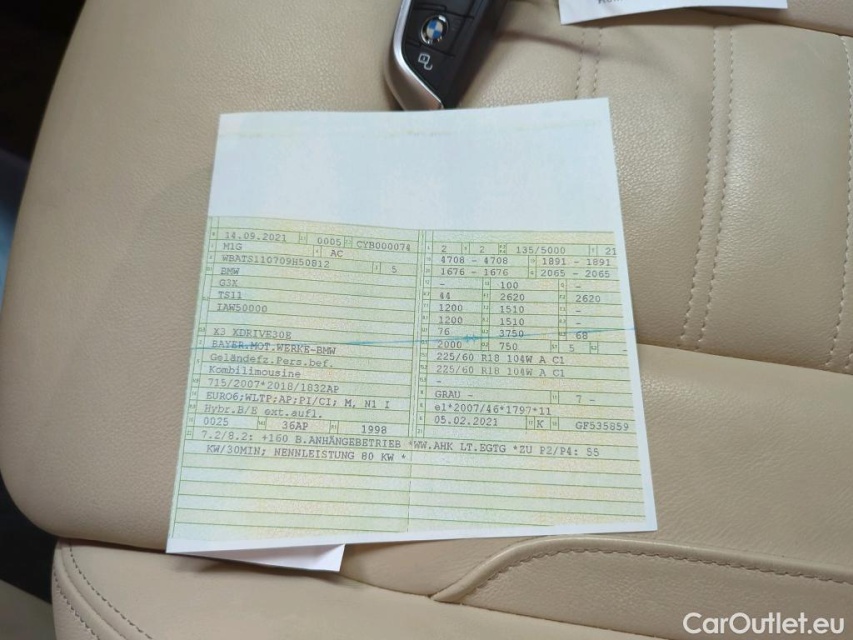 14.09.2021 0005 CYB000074
M1G AC
WBATS110709H50812 5
BMW
G3X
TS11
IAW50000
X3 XDRIVE30E
BAYER.MOT.WERKE-BMW
Geländefz.Pers.bef.
Kombilimousine
715/2007*2018/1832AP
EURO6;WLTP;AP;PI/CI; M, N1 I
Hybr.B/E ext.aufl.
0025 36AP 1998
2 2 135/5000 21
4708 - 4708 1891 - 1891
1676 - 1676 2065 - 2065
- 100 -
44 2620 2620
1200 1510 -
1200 1510 -
76 3750 68
2000 750 5 -
225/60 R18 104W A C1
225/60 R18 104W A C1
-
GRAU - 7 -
e1*2007/46*1797*11
05.02.2021 K GF535859
7.2/8.2: +160 B.ANHÄNGEBETRIEB *WW.AHK LT.EGTG *ZU P2/P4: 55
KW/30MIN; NENNLEISTUNG 80 KW *
CarOutlet.eu